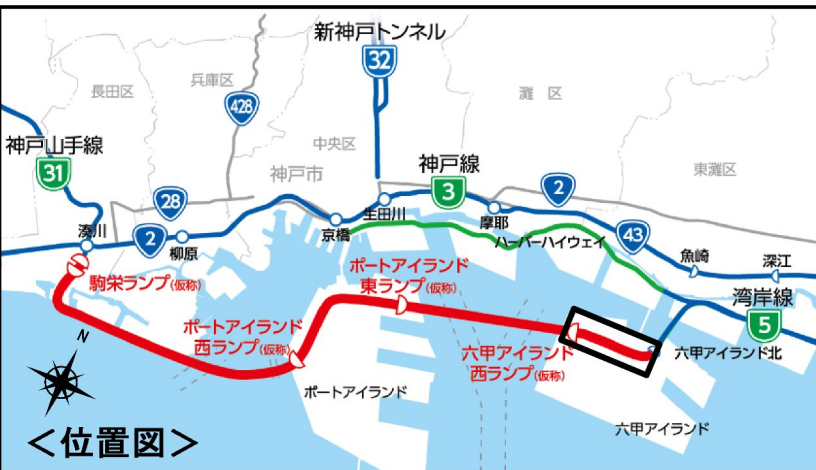 新神戸トンネル
32
兵庫区
長田区
428
灘 区
中央区
神戸山手線
31
神戸市
神戸線
3
2
東灘区
28
生田川
摩耶
湊川
2
柳原
京橋
ハーバーハイウェイ
43
魚崎
深江
駒栄ランプ(仮称)
ポートアイランド
東ランプ(仮称)
湾岸線
5
ポートアイランド
西ランプ(仮称)
六甲アイランド
西ランプ(仮称)
六甲アイランド北
N
ポートアイランド
六甲アイランド
＜位置図＞